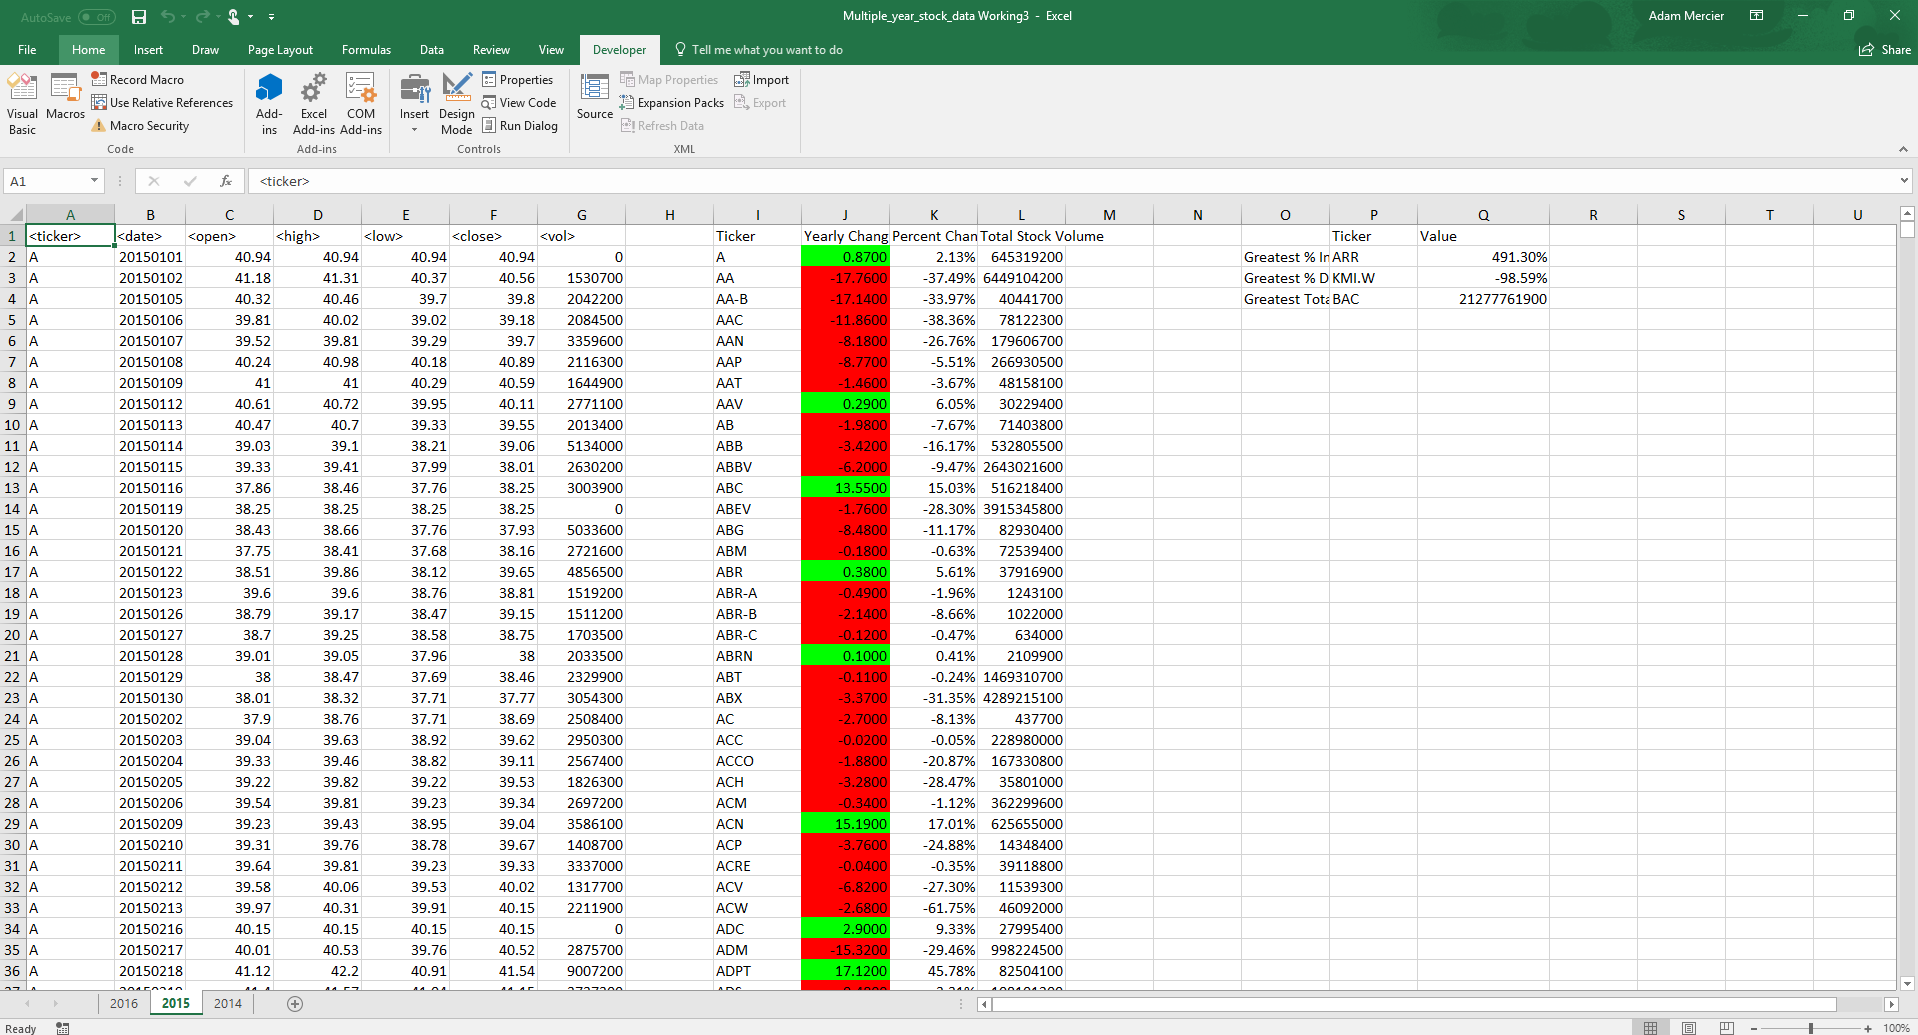 AutoSave Off
Multiple_year_stock_data Working3 - Excel
Adam Mercier
File Home Insert Draw Page Layout Formulas Data Review View Developer Tell me what you want to do Share
Visual Basic
Macros
Record Macro
Use Relative References
Macro Security
Code
Add-ins
Excel Add-ins
COM Add-ins
Add-ins
Insert
Design Mode
Properties
View Code
Run Dialog
Controls
Source
Map Properties
Expansion Packs
Refresh Data
Import
Export
XML
A1 fx <ticker>
A B C D E F G H I J K L M N O P Q R S T U
1 <ticker> <date> <open> <high> <low> <close> <vol> Ticker Yearly Chang Percent Chan Total Stock Volume Ticker Value
2 A 20150101 40.94 40.94 40.94 40.94 0 A 0.8700 2.13% 645319200 Greatest % In ARR 491.30%
3 A 20150102 41.18 41.31 40.37 40.56 1530700 AA -17.7600 -37.49% 6449104200 Greatest % D KMI.W -98.59%
4 A 20150105 40.32 40.46 39.7 39.8 2042200 AA-B -17.1400 -33.97% 40441700 Greatest Tota BAC 21277761900
5 A 20150106 39.81 40.02 39.02 39.18 2084500 AAC -11.8600 -38.36% 78122300
6 A 20150107 39.52 39.81 39.29 39.7 3359600 AAN -8.1800 -26.76% 179606700
7 A 20150108 40.24 40.98 40.18 40.89 2116300 AAP -8.7700 -5.51% 266930500
8 A 20150109 41 41 40.29 40.59 1644900 AAT -1.4600 -3.67% 48158100
9 A 20150112 40.61 40.72 39.95 40.11 2771100 AAV 0.2900 6.05% 30229400
10 A 20150113 40.47 40.7 39.33 39.55 2013400 AB -1.9800 -7.67% 71403800
11 A 20150114 39.03 39.1 38.21 39.06 5134000 ABB -3.4200 -16.17% 532805500
12 A 20150115 39.33 39.41 37.99 38.01 2630200 ABBV -6.2000 -9.47% 2643021600
13 A 20150116 37.86 38.46 37.76 38.25 3003900 ABC 13.5500 15.03% 516218400
14 A 20150119 38.25 38.25 38.25 38.25 0 ABEV -1.7600 -28.30% 3915345800
15 A 20150120 38.43 38.66 37.76 37.93 5033600 ABG -8.4800 -11.17% 82930400
16 A 20150121 37.75 38.41 37.68 38.16 2721600 ABM -0.1800 -0.63% 72539400
17 A 20150122 38.51 39.86 38.12 39.65 4856500 ABR 0.3800 5.61% 37916900
18 A 20150123 39.6 39.6 38.76 38.81 1519200 ABR-A -0.4900 -1.96% 1243100
19 A 20150126 38.79 39.17 38.47 39.15 1511200 ABR-B -2.1400 -8.66% 1022000
20 A 20150127 38.7 39.25 38.58 38.75 1703500 ABR-C -0.1200 -0.47% 634000
21 A 20150128 39.01 39.05 37.96 38 2033500 ABRN 0.1000 0.41% 2109900
22 A 20150129 38 38.47 37.69 38.46 2329900 ABT -0.1100 -0.24% 1469310700
23 A 20150130 38.01 38.32 37.71 37.77 3054300 ABX -3.3700 -31.35% 4289215100
24 A 20150202 37.9 38.76 37.71 38.69 2508400 AC -2.7000 -8.13% 437700
25 A 20150203 39.04 39.63 38.92 39.62 2950300 ACC -0.0200 -0.05% 228980000
26 A 20150204 39.33 39.46 38.82 39.11 2567400 ACCO -1.8800 -20.87% 167330800
27 A 20150205 39.22 39.82 39.22 39.53 1826300 ACH -3.2800 -28.47% 35801000
28 A 20150206 39.54 39.81 39.23 39.34 2697200 ACM -0.3400 -1.12% 362299600
29 A 20150209 39.23 39.43 38.95 39.04 3586100 ACN 15.1900 17.01% 625655000
30 A 20150210 39.31 39.76 38.78 39.67 1408700 ACP -3.7600 -24.88% 14348400
31 A 20150211 39.64 39.81 39.23 39.33 3337000 ACRE -0.0400 -0.35% 39118800
32 A 20150212 39.58 40.06 39.53 40.02 1317700 ACV -6.8200 -27.30% 11539300
33 A 20150213 39.97 40.31 39.91 40.15 2211900 ACW -2.6800 -61.75% 46092000
34 A 20150216 40.15 40.15 40.15 40.15 0 ADC 2.9000 9.33% 27995400
35 A 20150217 40.01 40.53 39.76 40.52 2875700 ADM -15.3200 -29.46% 998224500
36 A 20150218 41.12 42.2 40.91 41.54 9007200 ADPT 17.1200 45.78% 82504100
2016 2015 2014
Ready 100%